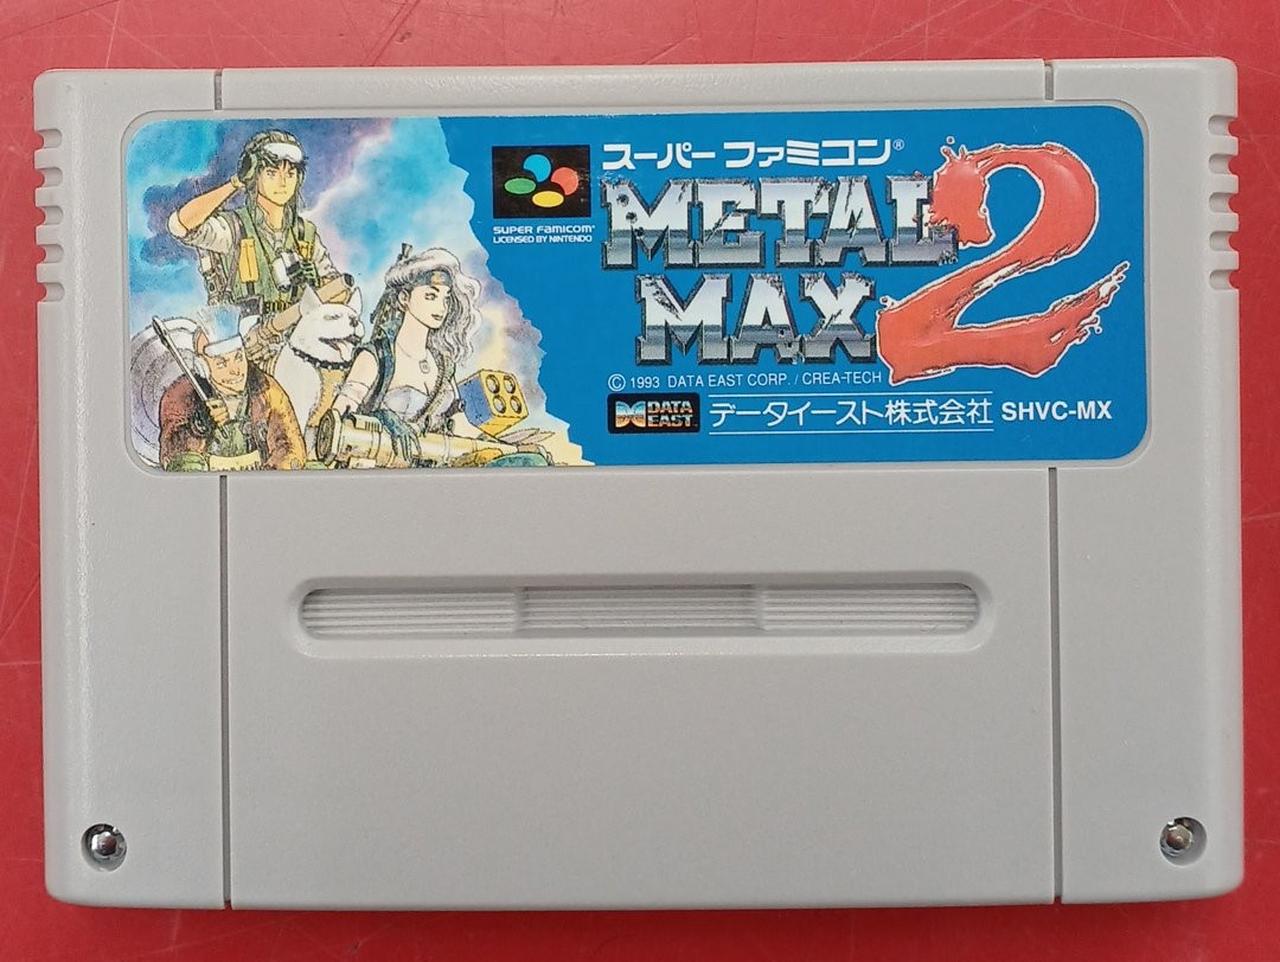 スーパーファミコン®
SUPER FAMICOM™
LICENSED BY NINTENDO
METAL
MAX 2
© 1993 DATA EAST CORP. / CREA-TECH
DATA
EAST
データイースト株式会社 SHVC-MX